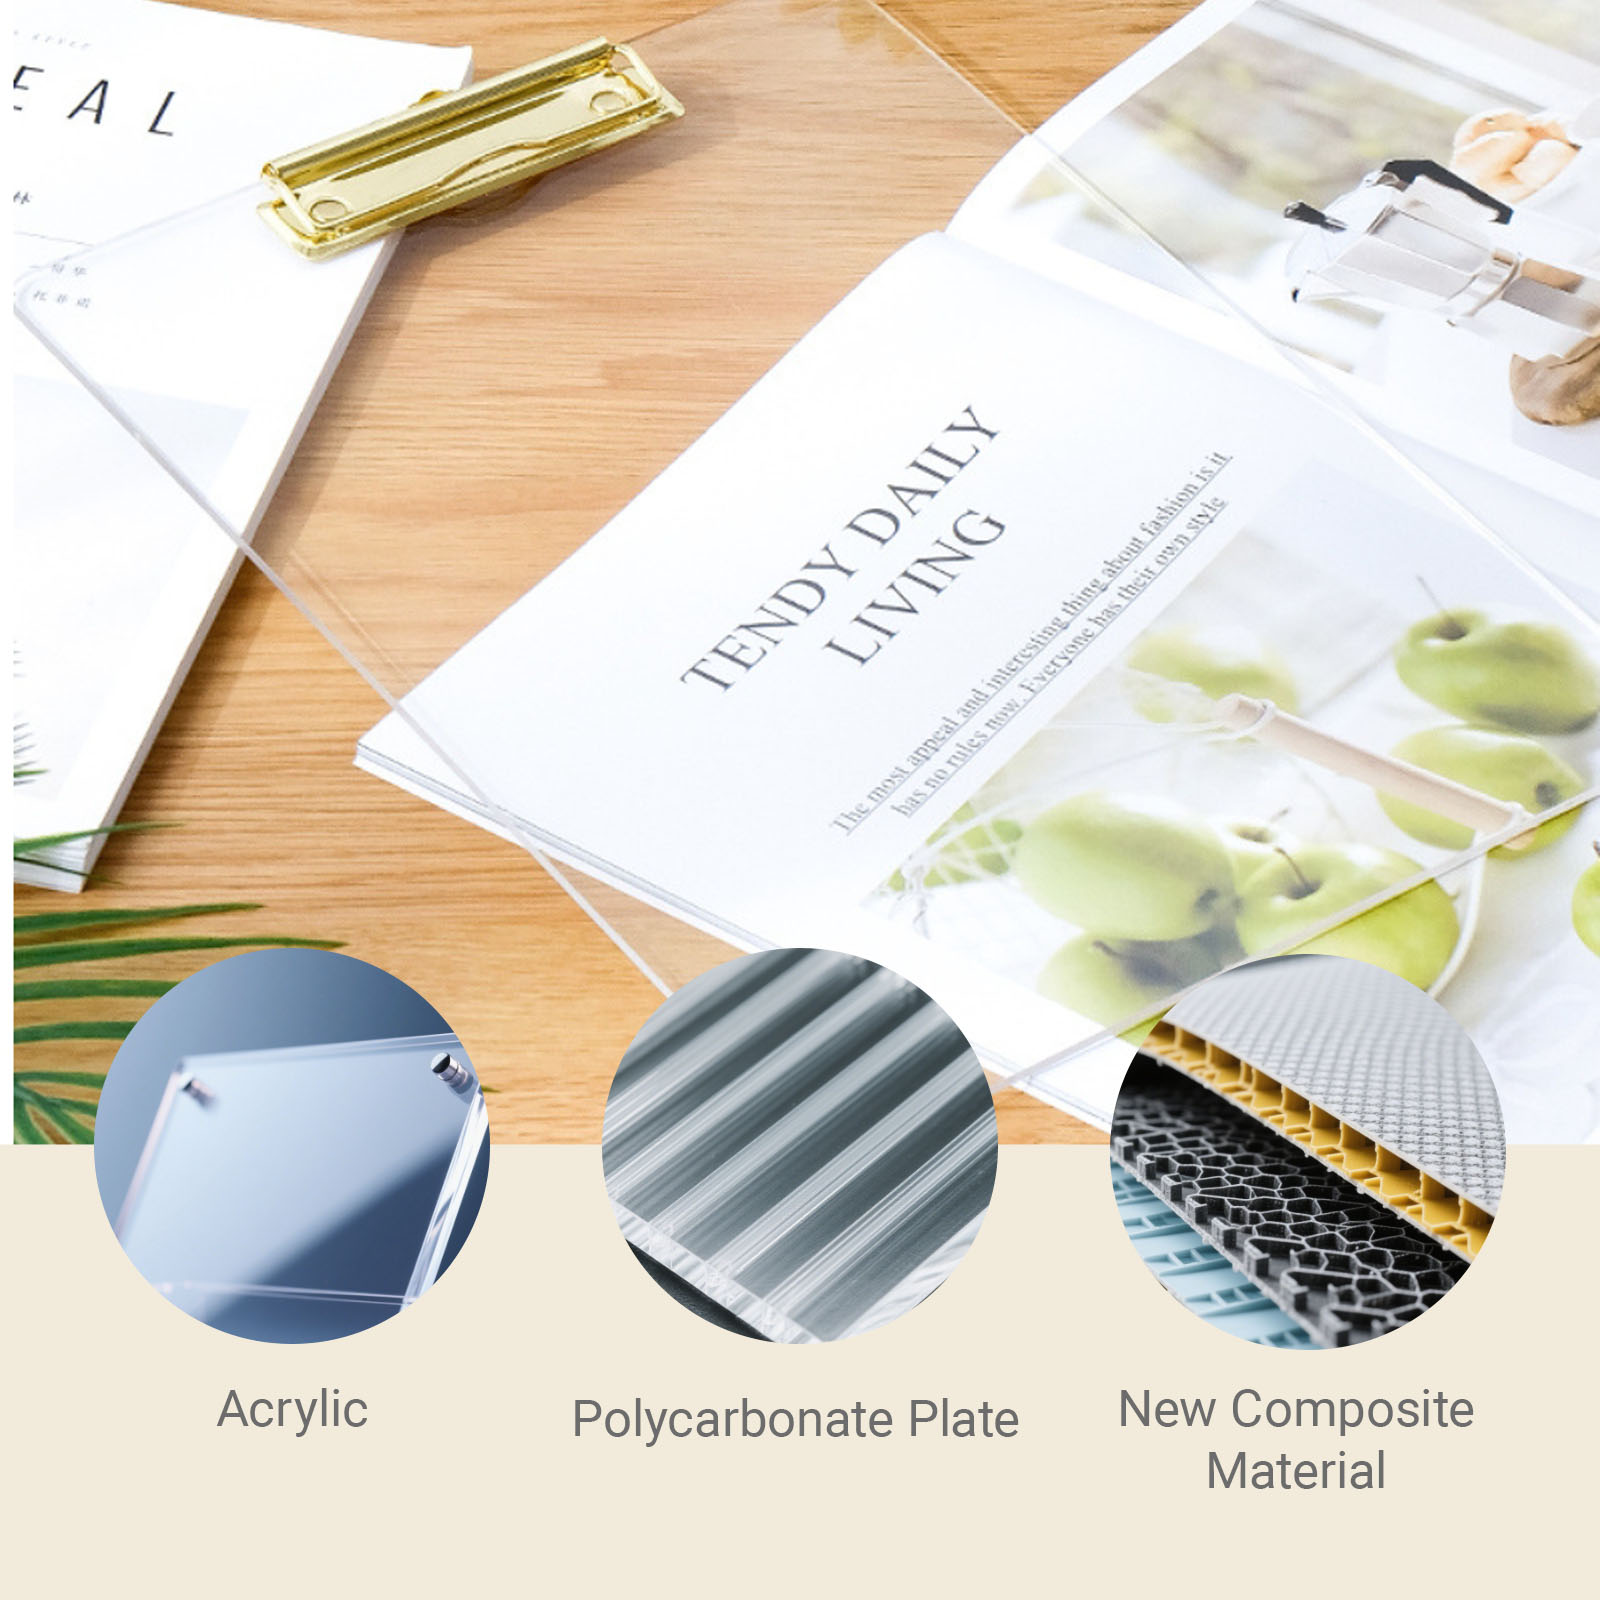 EAL
林
TENDY DAILY
LIVING
The most appeal and interesting thing about fashion is it
has no rules now. Everyone has their own style
Acrylic
Polycarbonate Plate
New Composite
Material